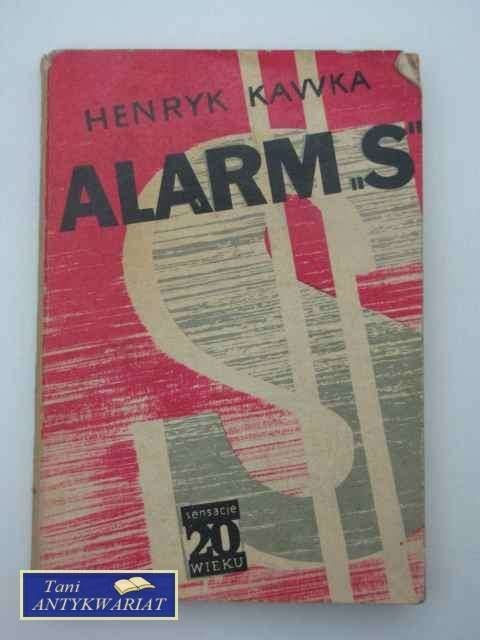 HENRYK KAWKA
ALARM „S"
sensacje
20
WIEKU
Tani
ANTYKWARIAT